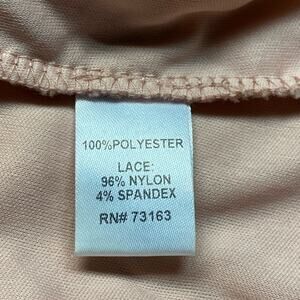 100%POLYESTER
LACE:
96% NYLON
4% SPANDEX
RN# 73163